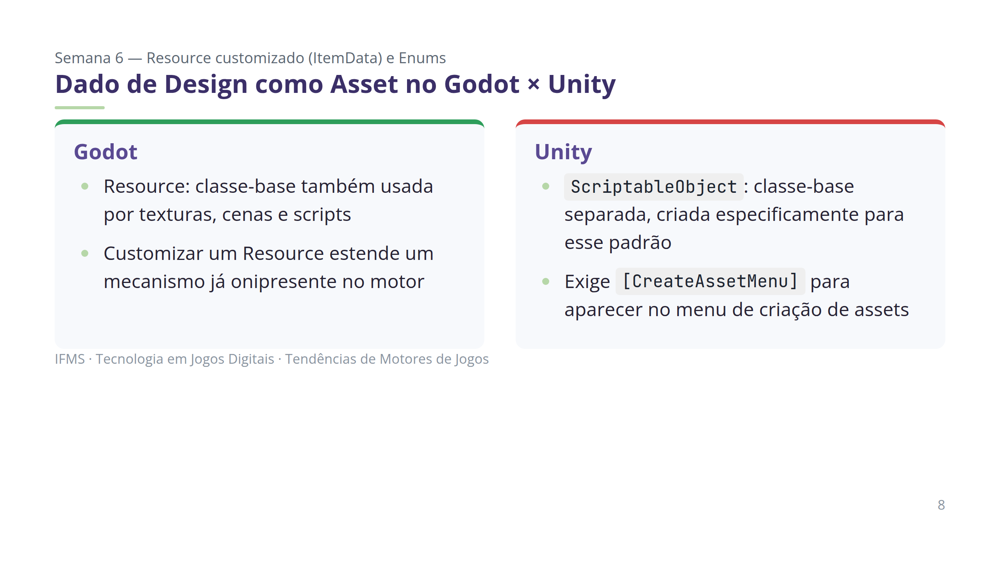 Semana 6 — Resource customizado (ItemData) e Enums
Dado de Design como Asset no Godot × Unity
Godot
Resource: classe-base também usada
por texturas, cenas e scripts
Customizar um Resource estende um
mecanismo já onipresente no motor
Unity
ScriptableObject: classe-base
separada, criada especificamente para
esse padrão
Exige [CreateAssetMenu] para
aparecer no menu de criação de assets
IFMS · Tecnologia em Jogos Digitais · Tendências de Motores de Jogos
8